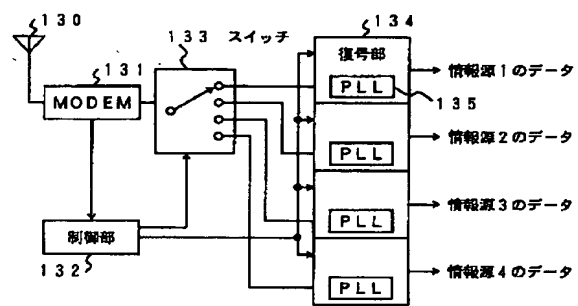 130
134
133 スイッチ
131
復号部
情報源1のデータ
MODEM
PLL
135
情報源2のデータ
PLL
情報源3のデータ
PLL
制御部
132
情報源4のデータ
PLL